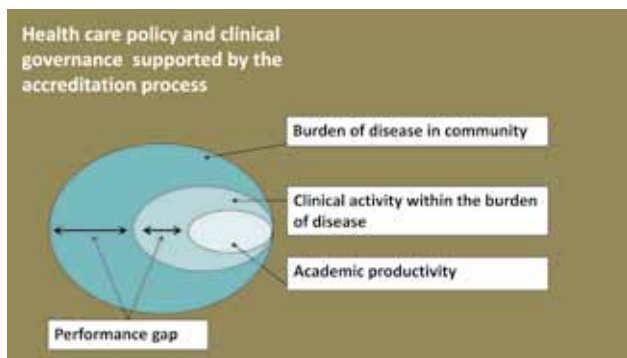 Health care policy and clinical
governance supported by the
accreditation process
Burden of disease in community
Clinical activity within the burden
of disease
Academic productivity
Performance gap